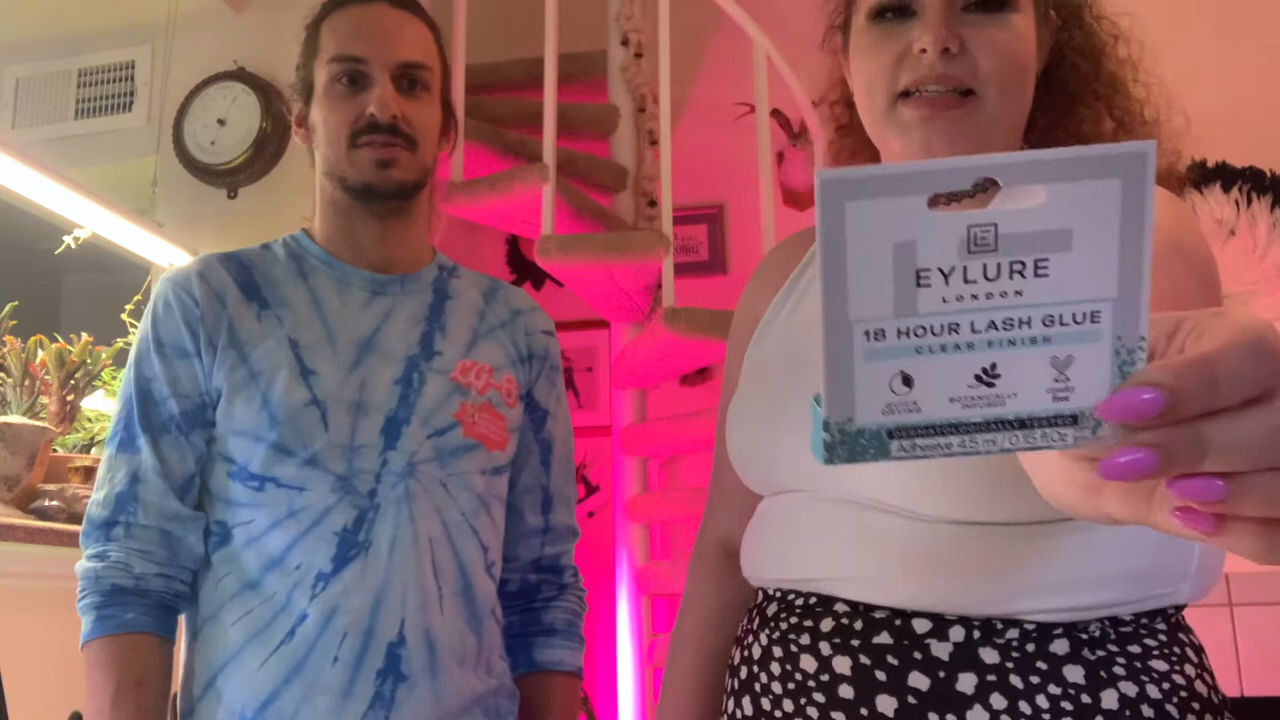 EYLURE
LONDON
18 HOUR LASH GLUE
CLEAR FINISH
QUICK DRYING
BOTANICALLY INFUSED
cruelty free
DERMATOLOGICALLY TESTED
Adhesive 4.5 ml / 0.15 fl.Oz